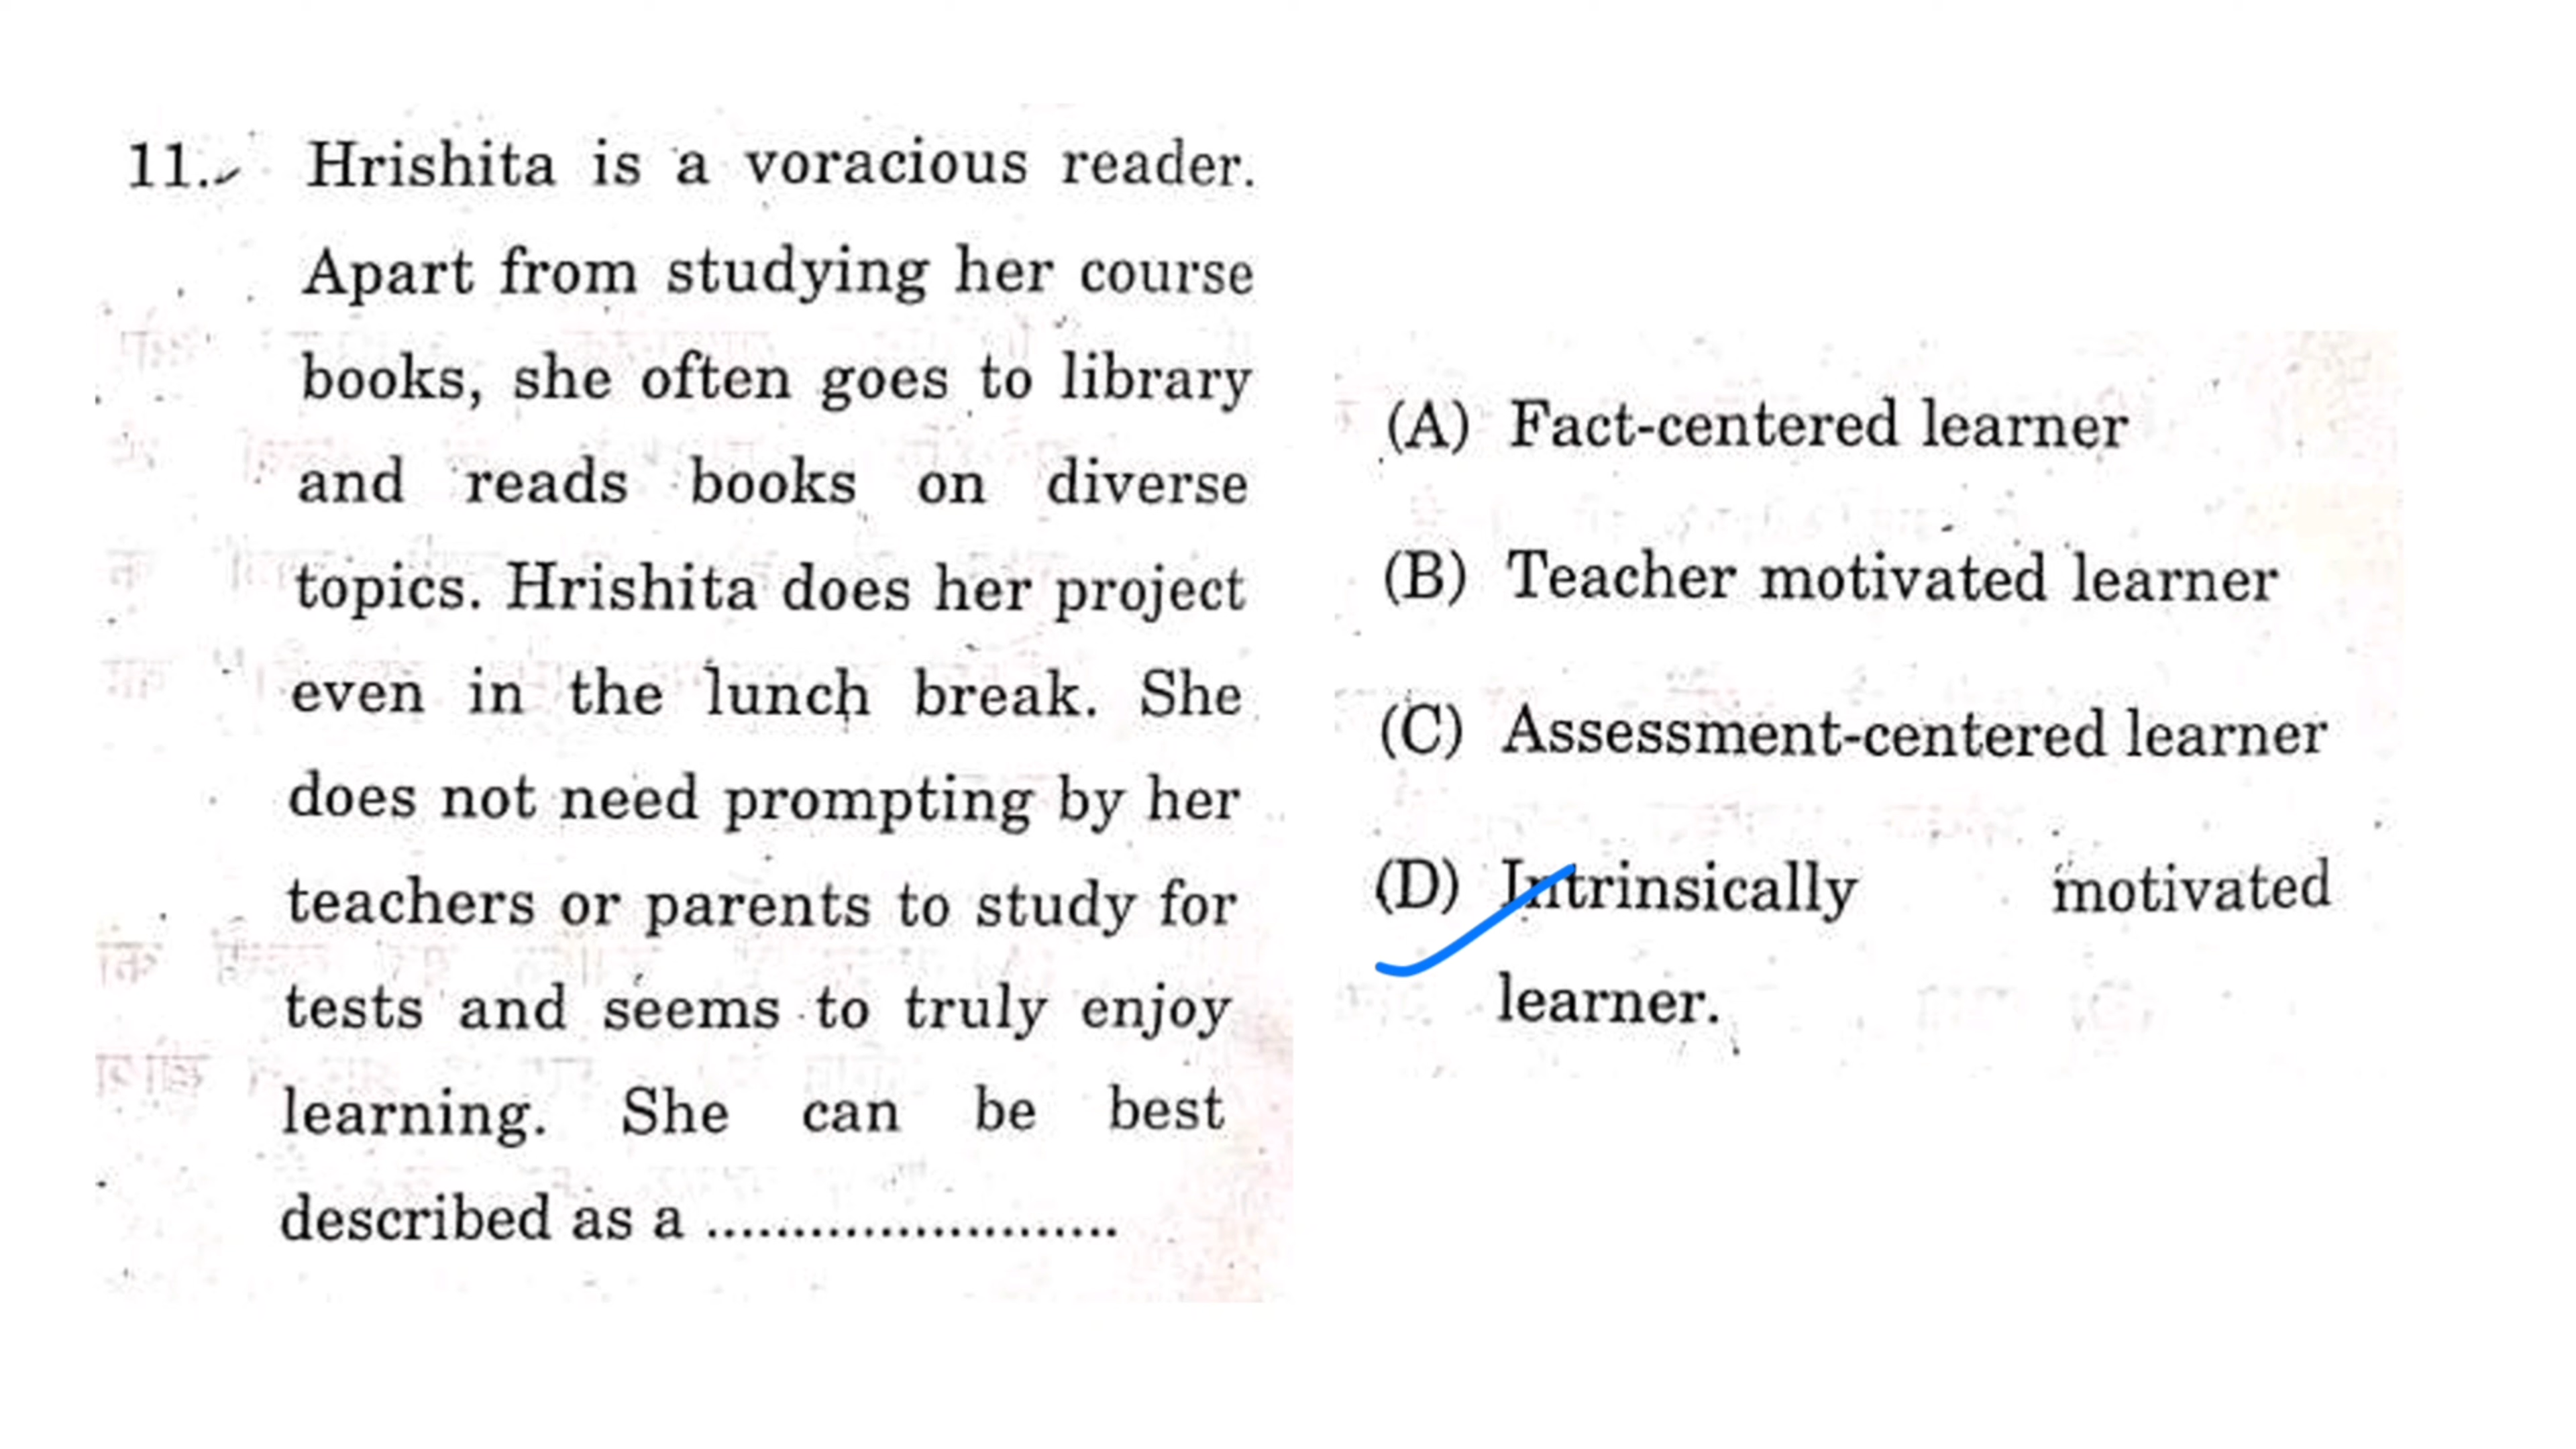 11. Hrishita is a voracious reader.
Apart from studying her course
books, she often goes to library
and reads books on diverse
topics. Hrishita does her project
even in the lunch break. She
does not need prompting by her
teachers or parents to study for
tests and seems to truly enjoy
learning. She can be best
described as a ........................
(A) Fact-centered learner
(B) Teacher motivated learner
(C) Assessment-centered learner
(D) Intrinsically motivated
learner.